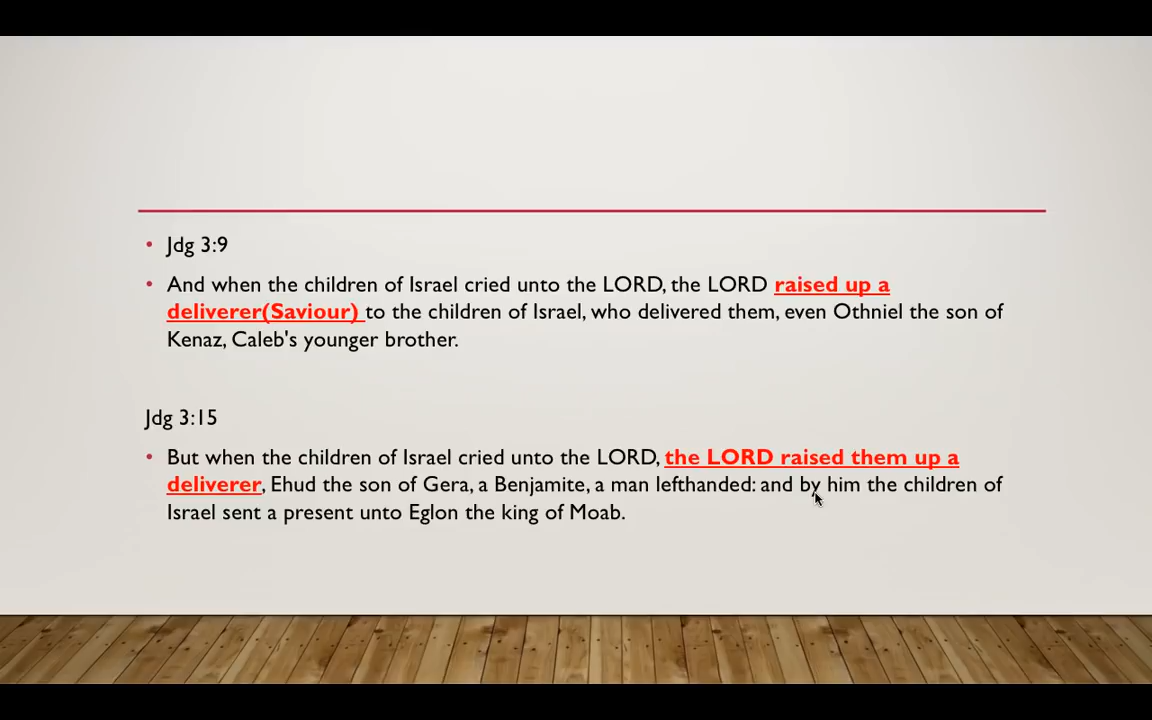 • Jdg 3:9
• And when the children of Israel cried unto the LORD, the LORD raised up a
deliverer(Saviour) to the children of Israel, who delivered them, even Othniel the son of
Kenaz, Caleb's younger brother.
Jdg 3:15
• But when the children of Israel cried unto the LORD, the LORD raised them up a
deliverer, Ehud the son of Gera, a Benjamite, a man lefthanded: and by him the children of
Israel sent a present unto Eglon the king of Moab.